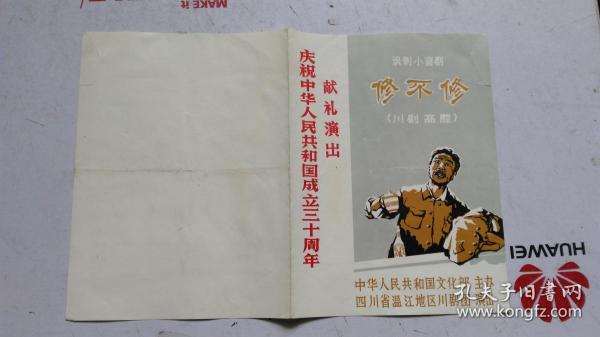 MAKE it
庆祝中华人民共和国成立三十周年
献礼演出
讽刺小喜剧
修不修
（川剧高腔）
中华人民共和国文化部 主办
四川省温江地区川剧团 演出
HUAWEI
孔夫子旧书网